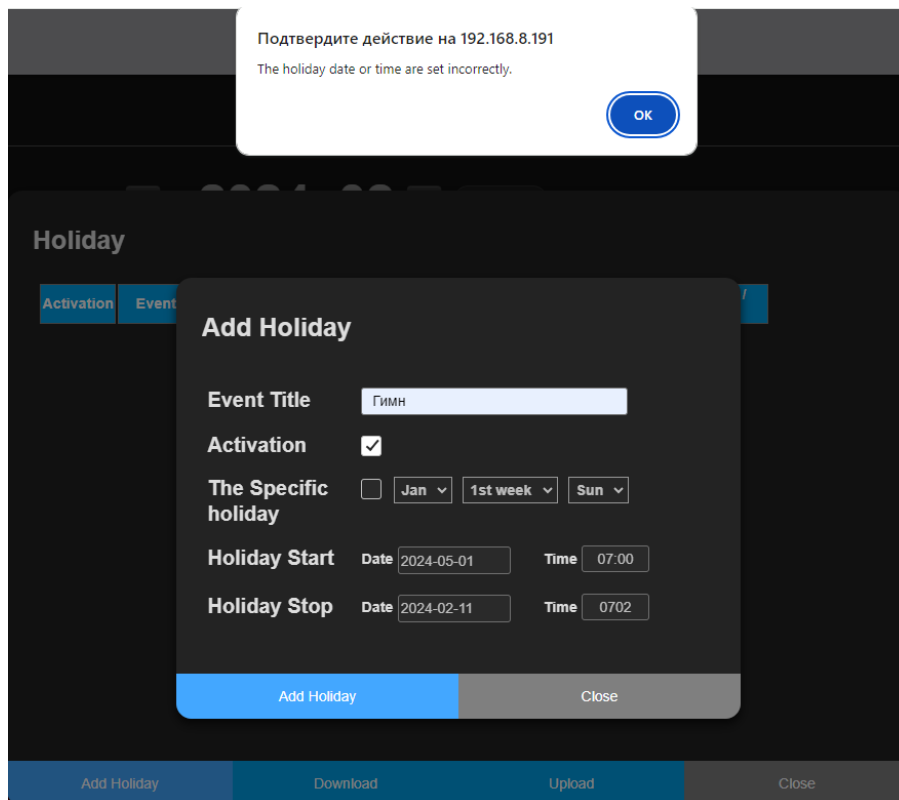 Подтвердите действие на 192.168.8.191
The holiday date or time are set incorrectly.
ОК
Holiday
Activation Event /
Add Holiday
Event Title Гимн
Activation
The Specific Jan 1st week Sun
holiday
Holiday Start Date 2024-05-01 Time 07:00
Holiday Stop Date 2024-02-11 Time 0702
Add Holiday Close
Add Holiday Download Upload Close